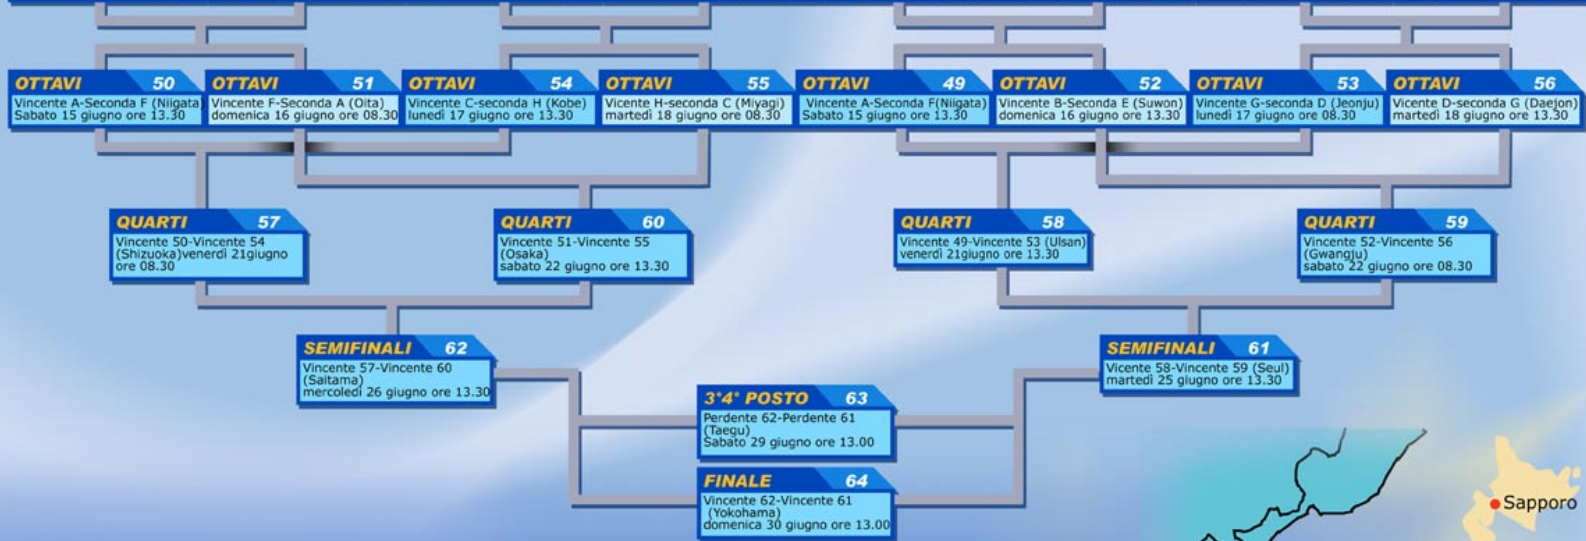 OTTAVI 50
Vincente A-Seconda F (Niigata)
Sabato 15 giugno ore 13.30
OTTAVI 51
Vincente F-Seconda A (Oita)
domenica 16 giugno ore 08.30
OTTAVI 54
Vincente C-seconda H (Kobe)
lunedì 17 giugno ore 13.30
OTTAVI 55
Vicente H-seconda C (Miyagi)
martedì 18 giugno ore 08.30
OTTAVI 49
Vincente A-Seconda F(Niigata)
Sabato 15 giugno ore 13.30
OTTAVI 52
Vincente B-Seconda E (Suwon)
domenica 16 giugno ore 13.30
OTTAVI 53
Vincente G-seconda D (Jeonju)
lunedì 17 giugno ore 08.30
OTTAVI 56
Vicente D-seconda G (Daejon)
martedì 18 giugno ore 13.30
QUARTI 57
Vincente 50-Vincente 54
(Shizuoka)venerdì 21giugno
ore 08.30
QUARTI 60
Vincente 51-Vincente 55
(Osaka)
sabato 22 giugno ore 13.30
QUARTI 58
Vincente 49-Vincente 53 (Ulsan)
venerdì 21giugno ore 13.30
QUARTI 59
Vincente 52-Vincente 56
(Gwangju)
sabato 22 giugno ore 08.30
SEMIFINALI 62
Vincente 57-Vincente 60
(Saitama)
mercoledì 26 giugno ore 13.30
SEMIFINALI 61
Vicente 58-Vincente 59 (Seul)
martedì 25 giugno ore 13.30
3°4° POSTO 63
Perdente 62-Perdente 61
(Taegu)
Sabato 29 giugno ore 13.00
FINALE 64
Vincente 62-Vincente 61
(Yokohama)
domenica 30 giugno ore 13.00
Sapporo